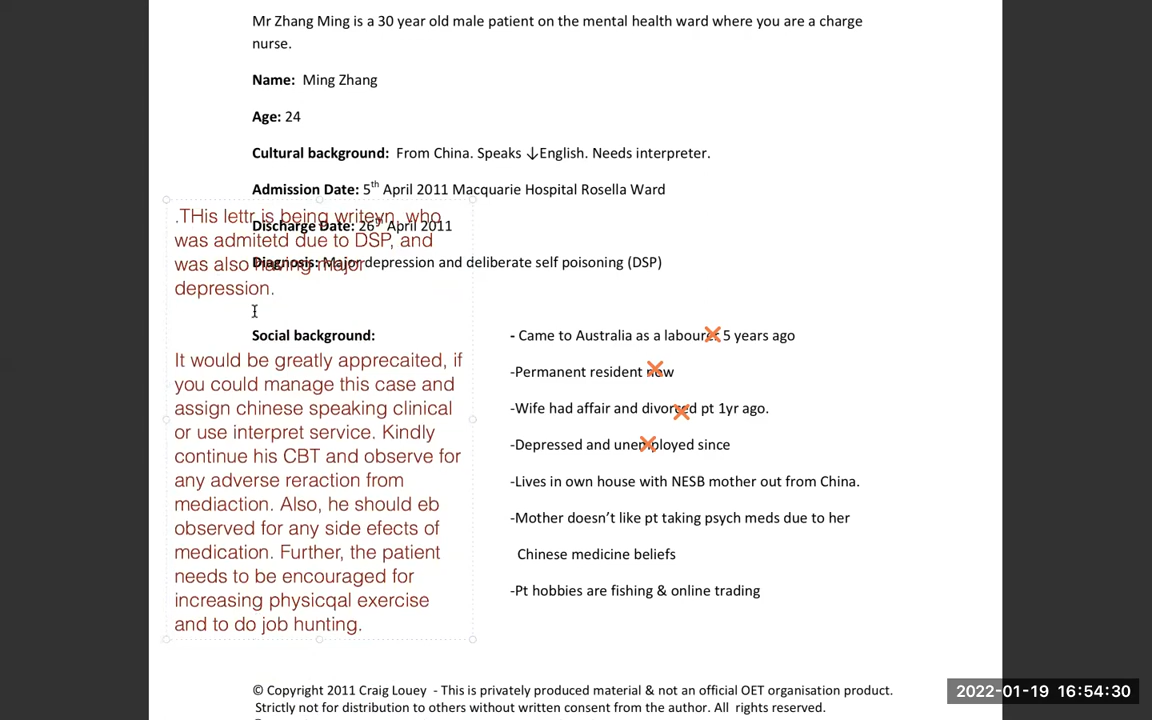 Mr Zhang Ming is a 30 year old male patient on the mental health ward where you are a charge
nurse.
Name: Ming Zhang
Age: 24
Cultural background: From China. Speaks ↓English. Needs interpreter.
Admission Date: 5th April 2011 Macquarie Hospital Rosella Ward
Discharge Date: 26th April 2011
Diagnosis: Major depression and deliberate self poisoning (DSP)
.THis lettr is being writeyn, who
was admitetd due to DSP, and
was also having major
depression.
Social background:
It would be greatly apprecaited, if
you could manage this case and
assign chinese speaking clinical
or use interpret service. Kindly
continue his CBT and observe for
any adverse reraction from
mediaction. Also, he should eb
observed for any side efects of
medication. Further, the patient
needs to be encouraged for
increasing physicqal exercise
and to do job hunting.
- Came to Australia as a labourer 5 years ago
-Permanent resident now
-Wife had affair and divorced pt 1yr ago.
-Depressed and unemployed since
-Lives in own house with NESB mother out from China.
-Mother doesn't like pt taking psych meds due to her
Chinese medicine beliefs
-Pt hobbies are fishing & online trading
© Copyright 2011 Craig Louey - This is privately produced material & not an official OET organisation product.
Strictly not for distribution to others without written consent from the author. All rights reserved.
2022-01-19 16:54:30